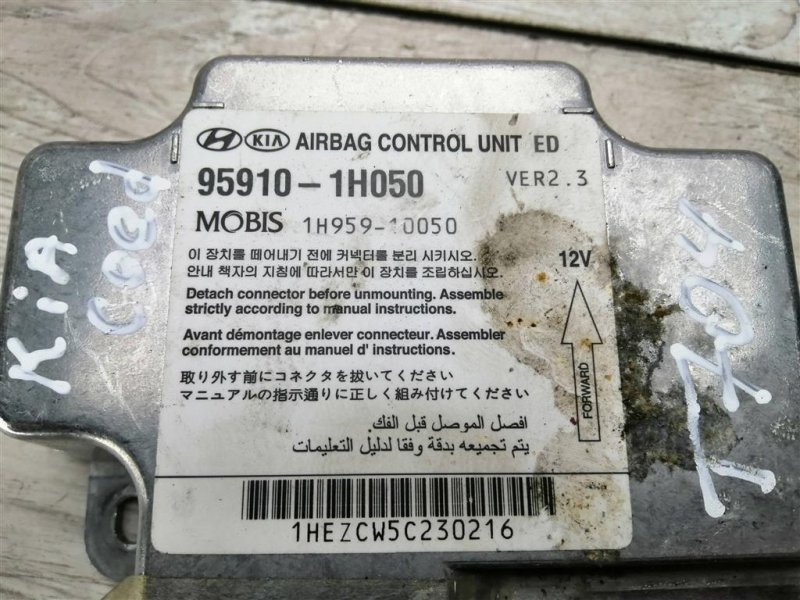 KIA AIRBAG CONTROL UNIT ED
95910-1H050 VER2.3
MOBIS 1H959-10050
이 장치를 떼어내기 전에 커넥터를 분리 시키시오.
안내 책자의 지침에 따라서만 이 장치를 조립하십시오.
12V
Detach connector before unmounting. Assemble
strictly according to manual instructions.
Avant démontage enlever connecteur. Assembler
conformement au manuel d' instructions.
FORWARD
取り外す前にコネクタを抜いてください
マニュアルの指示通りに正しく組み付けてください
افصل الموصل قبل الفك.
يتم تجميعه بدقة وفقا لدليل التعليمات
1HEZCW5C230216
KiA
Ceed
T304